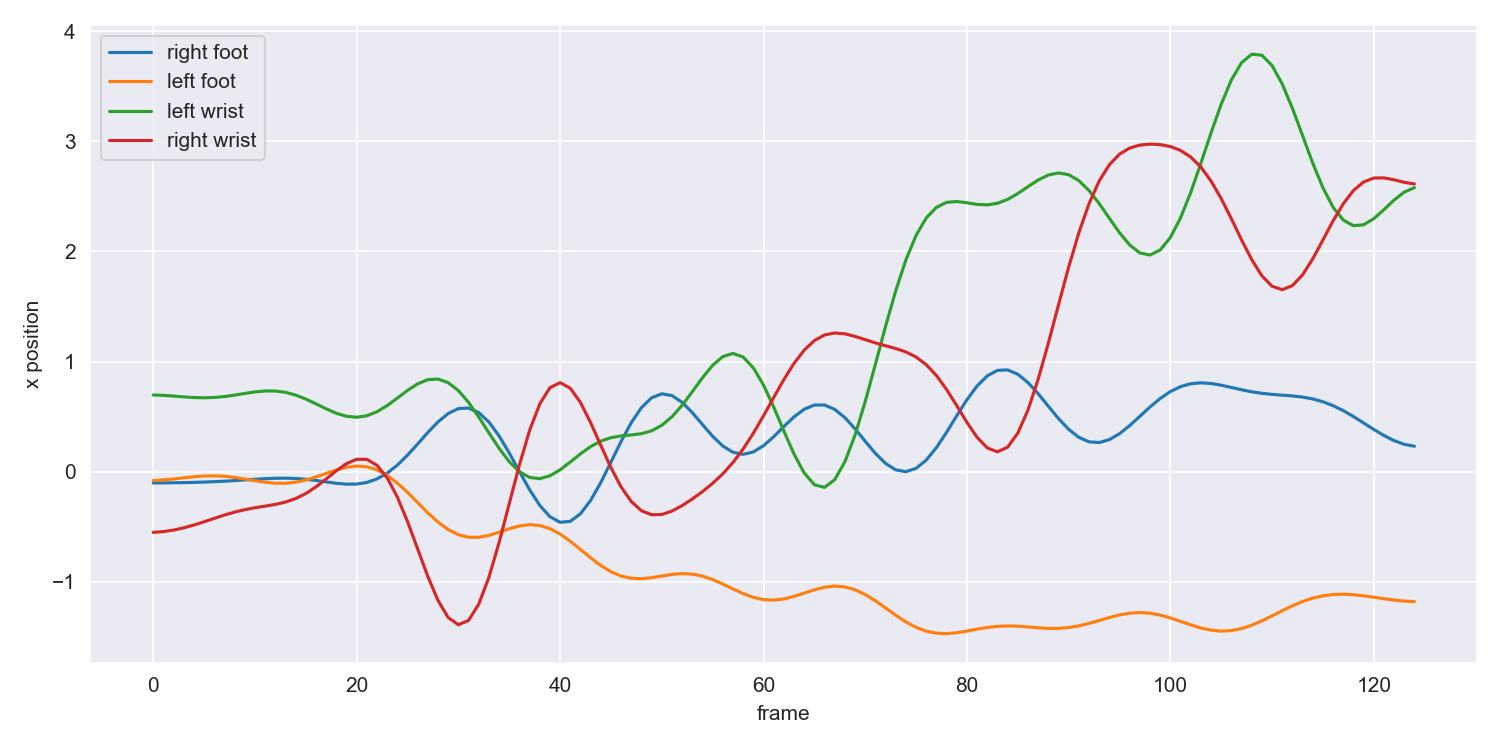 4
3
2
1
0
−1
x position
right foot
left foot
left wrist
right wrist
0 20 40 60 80 100 120
frame